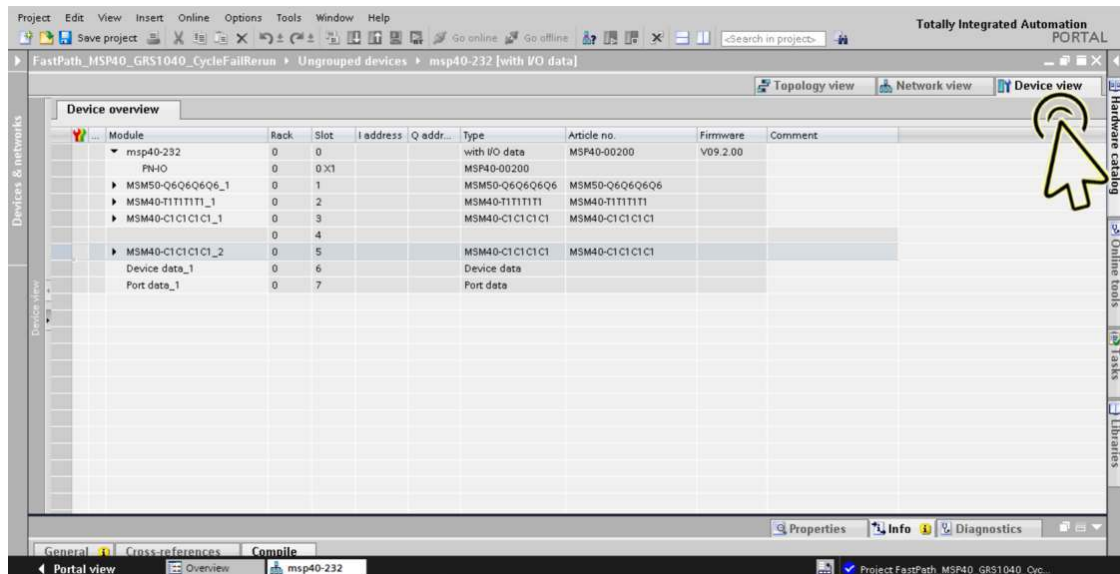 Project Edit View Insert Online Options Tools Window Help
Totally Integrated Automation
PORTAL
Save project Go online Go offline <Search in project>
FastPath_MSP40_GRS1040_CycleFailRerun Ungrouped devices msp40-232 [with I/O data]
Topology view Network view Device view
Device overview
... Module Rack Slot I address Q addr... Type Article no. Firmware Comment
msp40-232 0 0 with I/O data MSP40-00200 V09.2.00
PN-IO 0 0 X1 MSP40-00200
MSM50-Q6Q6Q6Q6_1 0 1 MSM50-Q6Q6Q6Q6 MSM50-Q6Q6Q6Q6
MSM40-T1T1T1T1_1 0 2 MSM40-T1T1T1T1 MSM40-T1T1T1T1
MSM40-C1C1C1C1_1 0 3 MSM40-C1C1C1C1 MSM40-C1C1C1C1
0 4
MSM40-C1C1C1C1_2 0 5 MSM40-C1C1C1C1 MSM40-C1C1C1C1
Device data_1 0 6 Device data
Port data_1 0 7 Port data
Devices & networks
Device view
Hardware catalog
Online tools
Tasks
Libraries
Properties Info Diagnostics
General Cross-references Compile
Portal view Overview msp40-232 Project FastPath_MSP40_GRS1040_Cyc...